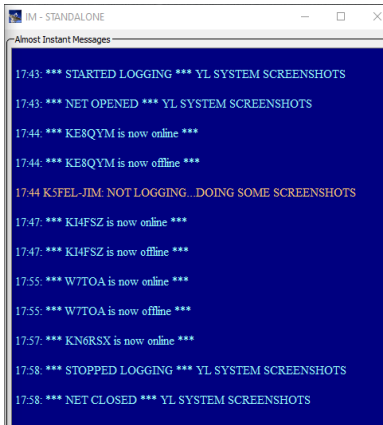 IM - STANDALONE
Almost Instant Messages
17:43: *** STARTED LOGGING *** YL SYSTEM SCREENSHOTS
17:43: *** NET OPENED *** YL SYSTEM SCREENSHOTS
17:44: *** KE8QYM is now online ***
17:44: *** KE8QYM is now offline ***
17:44 K5FEL-JIM: NOT LOGGING...DOING SOME SCREENSHOTS
17:47: *** KI4FSZ is now online ***
17:47: *** KI4FSZ is now offline ***
17:55: *** W7TOA is now online ***
17:55: *** W7TOA is now offline ***
17:57: *** KN6RSX is now online ***
17:58: *** STOPPED LOGGING *** YL SYSTEM SCREENSHOTS
17:58: *** NET CLOSED *** YL SYSTEM SCREENSHOTS